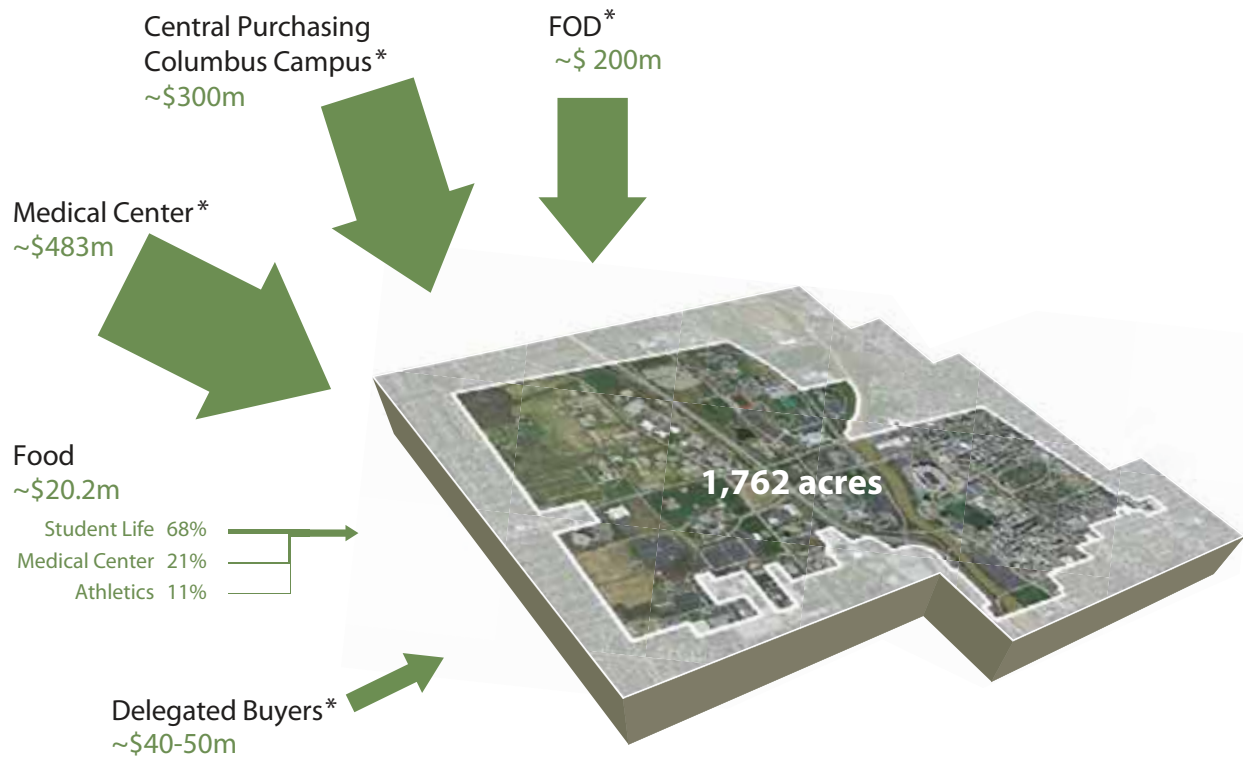 Central Purchasing
Columbus Campus*
~$300m
FOD*
~$ 200m
Medical Center*
~$483m
Food
~$20.2m
Student Life 68%
Medical Center 21%
Athletics 11%
1,762 acres
Delegated Buyers*
~$40-50m